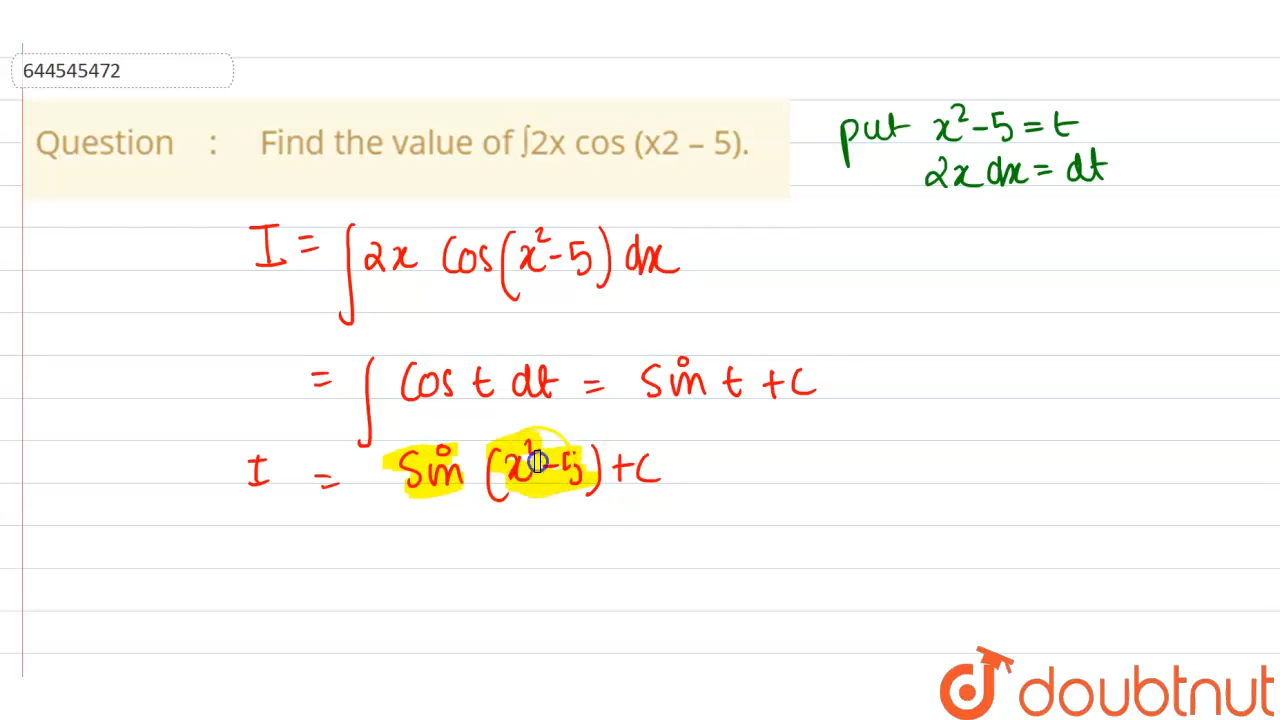 644545472
Question : Find the value of ∫2x cos (x2 – 5).
put x²-5=t
2x dx = dt
I = ∫ 2x Cos(x²-5) dx
= ∫ Cos t dt = Sin t + C
I = Sin (x²-5)+C
doubtnut